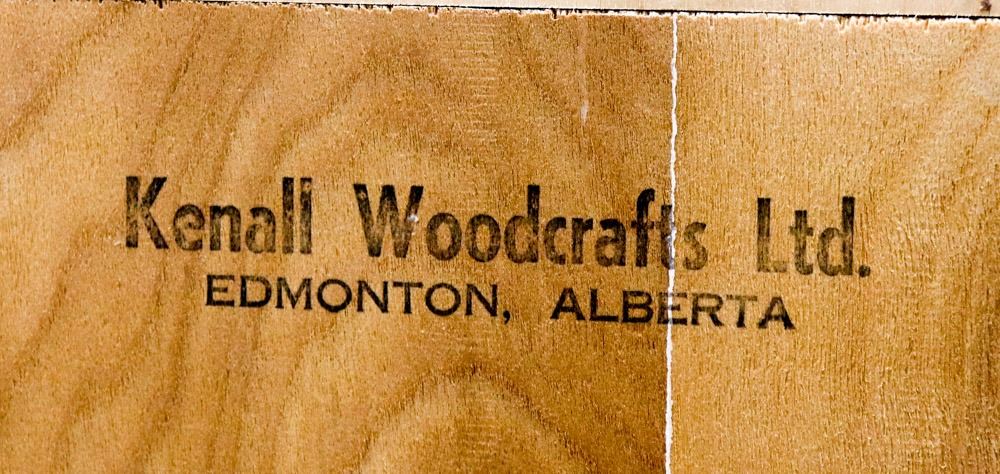 Kenall Woodcrafts Ltd.
EDMONTON, ALBERTA